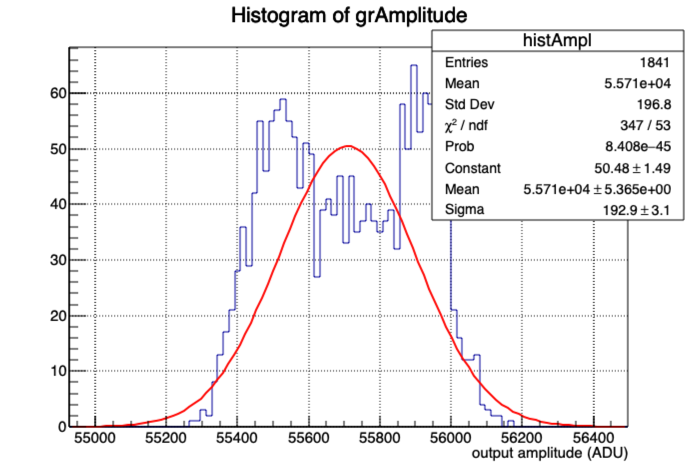 Histogram of grAmplitude
histAmpl
Entries 1841
Mean 5.571e+04
Std Dev 196.8
χ² / ndf 347 / 53
Prob 8.408e−45
Constant 50.48 ± 1.49
Mean 5.571e+04 ± 5.365e+00
Sigma 192.9 ± 3.1
60
50
40
30
20
10
0
55000 55200 55400 55600 55800 56000 56200 56400
output amplitude (ADU)